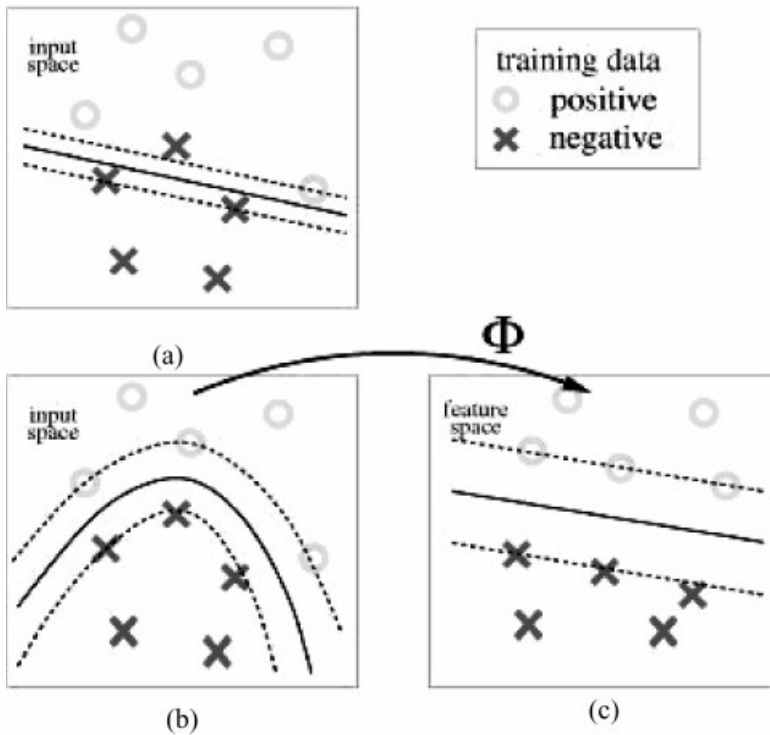 input
space
training data
positive
negative
(a)
Φ
input
space
feature
space
(b)
(c)